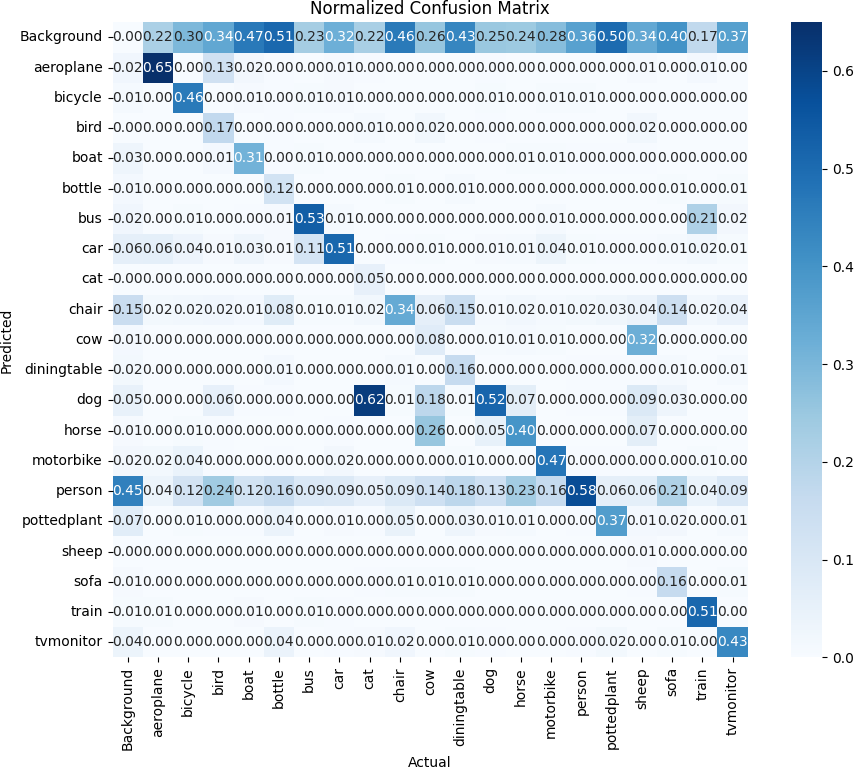 Normalized Confusion Matrix
Background 0.00 0.22 0.30 0.34 0.47 0.51 0.23 0.32 0.22 0.46 0.26 0.43 0.25 0.24 0.28 0.36 0.50 0.34 0.40 0.17 0.37
aeroplane 0.02 0.65 0.00 0.13 0.02 0.00 0.00 0.01 0.00 0.00 0.00 0.00 0.00 0.00 0.00 0.00 0.00 0.01 0.00 0.01 0.00
bicycle 0.01 0.00 0.46 0.00 0.01 0.00 0.01 0.01 0.00 0.00 0.00 0.00 0.01 0.00 0.01 0.01 0.00 0.00 0.00 0.00 0.00
bird 0.00 0.00 0.00 0.17 0.00 0.00 0.00 0.00 0.01 0.00 0.02 0.00 0.00 0.00 0.00 0.00 0.00 0.02 0.00 0.00 0.00
boat 0.03 0.00 0.00 0.01 0.31 0.00 0.01 0.00 0.00 0.00 0.00 0.00 0.00 0.01 0.01 0.00 0.00 0.00 0.00 0.00 0.00
bottle 0.01 0.00 0.00 0.00 0.00 0.12 0.00 0.00 0.00 0.01 0.00 0.01 0.00 0.00 0.00 0.00 0.00 0.00 0.01 0.00 0.01
bus 0.02 0.00 0.01 0.00 0.00 0.01 0.53 0.01 0.00 0.00 0.00 0.00 0.00 0.00 0.01 0.00 0.00 0.00 0.00 0.21 0.02
car 0.06 0.06 0.04 0.01 0.03 0.01 0.11 0.51 0.00 0.00 0.01 0.00 0.01 0.01 0.04 0.01 0.00 0.00 0.01 0.02 0.01
cat 0.00 0.00 0.00 0.00 0.00 0.00 0.00 0.00 0.05 0.00 0.00 0.00 0.00 0.00 0.00 0.00 0.00 0.00 0.00 0.00 0.00
chair 0.15 0.02 0.02 0.02 0.01 0.08 0.01 0.01 0.02 0.34 0.06 0.15 0.01 0.02 0.01 0.02 0.03 0.04 0.14 0.02 0.04
cow 0.01 0.00 0.00 0.00 0.00 0.00 0.00 0.00 0.00 0.00 0.08 0.00 0.01 0.01 0.01 0.00 0.00 0.32 0.00 0.00 0.00
diningtable 0.02 0.00 0.00 0.00 0.00 0.01 0.00 0.00 0.00 0.01 0.00 0.16 0.00 0.00 0.00 0.00 0.00 0.00 0.01 0.00 0.01
dog 0.05 0.00 0.00 0.06 0.00 0.00 0.00 0.00 0.62 0.01 0.18 0.01 0.52 0.07 0.00 0.00 0.00 0.09 0.03 0.00 0.00
horse 0.01 0.00 0.01 0.00 0.00 0.00 0.00 0.00 0.00 0.00 0.26 0.00 0.05 0.40 0.00 0.00 0.00 0.07 0.00 0.00 0.00
motorbike 0.02 0.02 0.04 0.00 0.00 0.00 0.00 0.02 0.00 0.00 0.00 0.01 0.00 0.00 0.47 0.00 0.00 0.00 0.00 0.01 0.00
person 0.45 0.04 0.12 0.24 0.12 0.16 0.09 0.09 0.05 0.09 0.14 0.18 0.13 0.23 0.16 0.58 0.06 0.06 0.21 0.04 0.09
pottedplant 0.07 0.00 0.01 0.00 0.00 0.04 0.00 0.01 0.00 0.05 0.00 0.03 0.01 0.01 0.00 0.00 0.37 0.01 0.02 0.00 0.01
sheep 0.00 0.00 0.00 0.00 0.00 0.00 0.00 0.00 0.00 0.00 0.00 0.00 0.00 0.00 0.00 0.00 0.00 0.01 0.00 0.00 0.00
sofa 0.01 0.00 0.00 0.00 0.00 0.00 0.00 0.00 0.00 0.01 0.01 0.01 0.00 0.00 0.00 0.00 0.00 0.00 0.16 0.00 0.01
train 0.01 0.01 0.00 0.00 0.01 0.00 0.01 0.00 0.00 0.00 0.00 0.00 0.00 0.00 0.00 0.00 0.00 0.00 0.00 0.51 0.00
tvmonitor 0.04 0.00 0.00 0.00 0.00 0.04 0.00 0.00 0.01 0.02 0.00 0.01 0.00 0.00 0.00 0.00 0.02 0.00 0.01 0.00 0.43
Predicted
Background aeroplane bicycle bird boat bottle bus car cat chair cow diningtable dog horse motorbike person pottedplant sheep sofa train tvmonitor
Actual
0.6
0.5
0.4
0.3
0.2
0.1
0.0